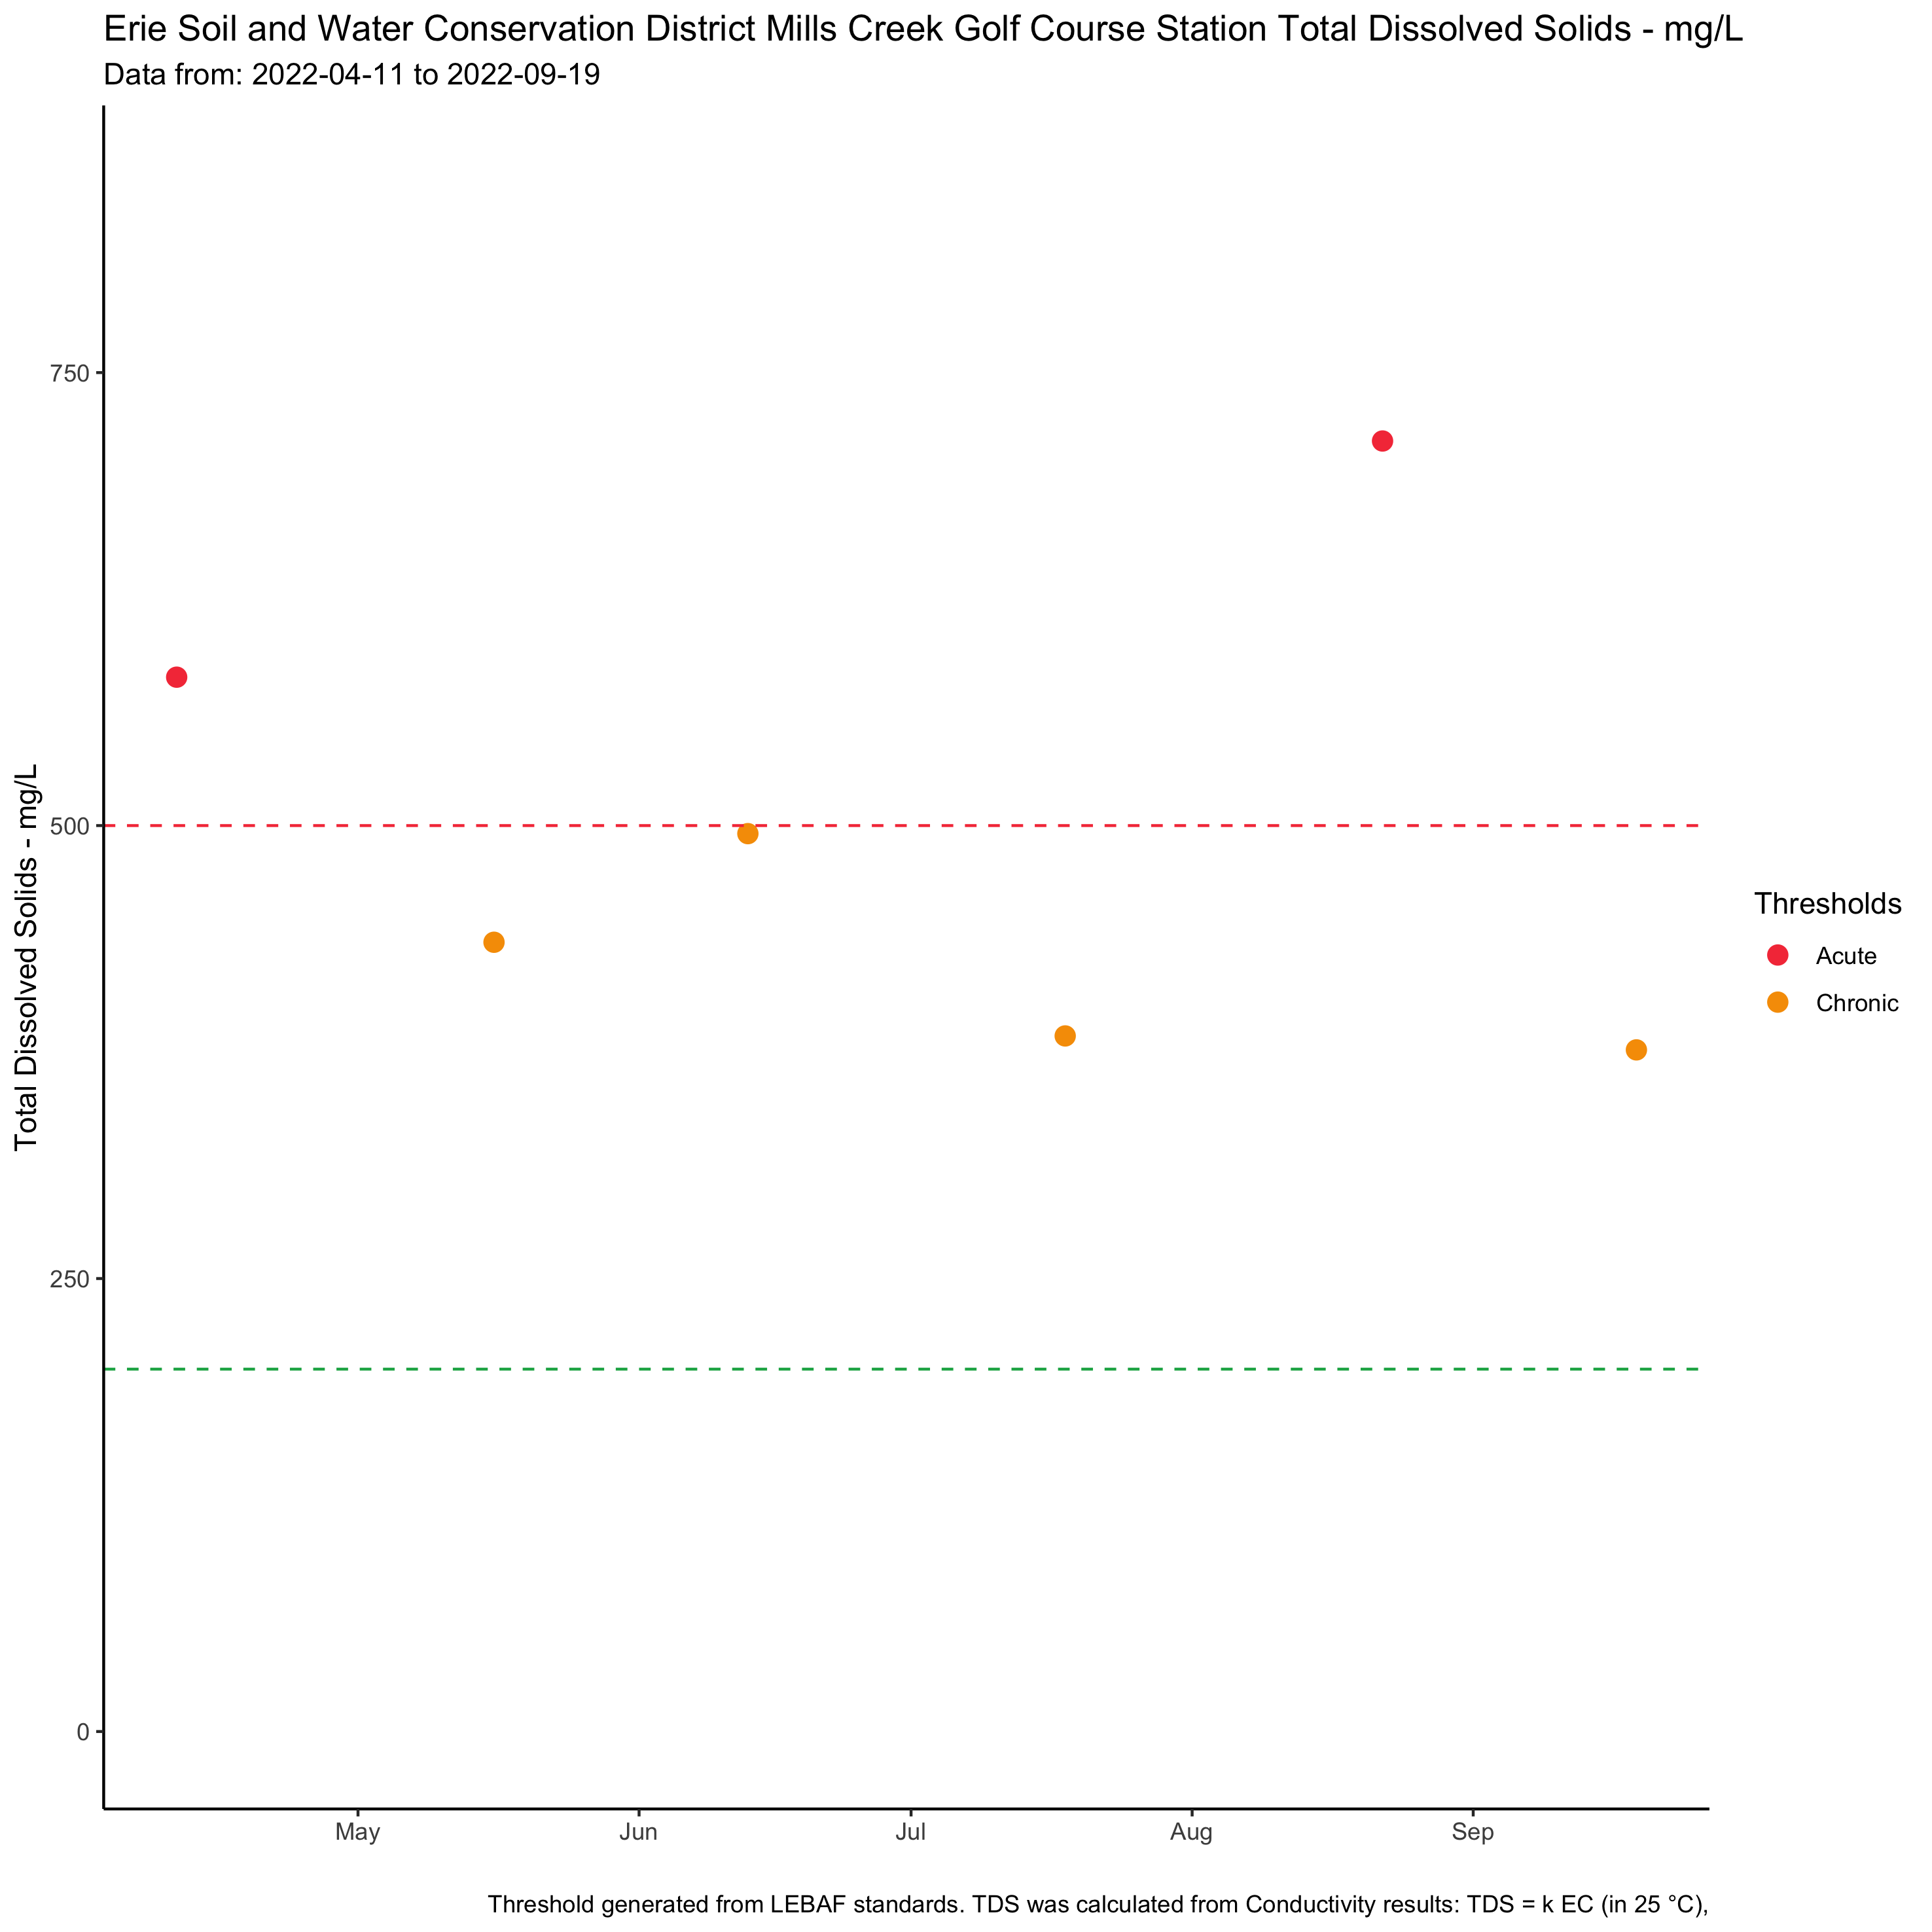 Erie Soil and Water Conservation District Mills Creek Golf Course Station Total Dissolved Solids - mg/L
Data from: 2022-04-11 to 2022-09-19
Total Dissolved Solids - mg/L
750
500
250
0
May
Jun
Jul
Aug
Sep
Thresholds
Acute
Chronic
Threshold generated from LEBAF standards. TDS was calculated from Conductivity results: TDS = k EC (in 25 °C),